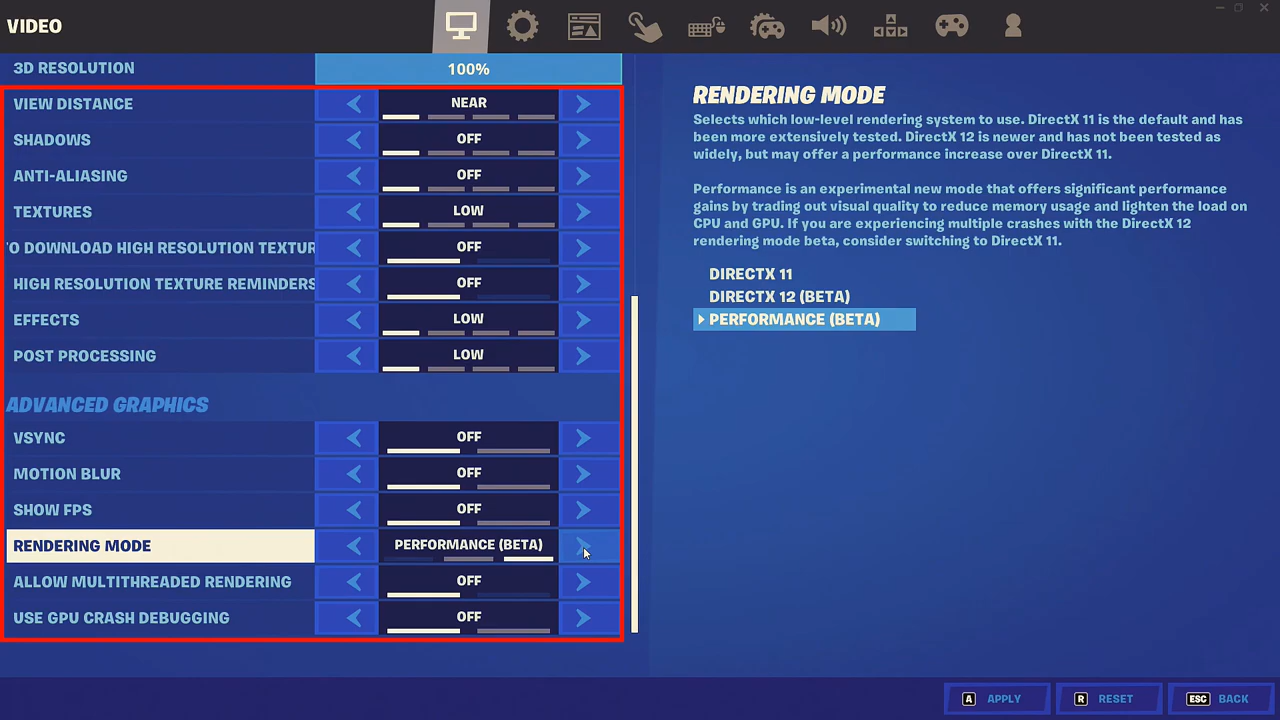 VIDEO
3D RESOLUTION 100%
VIEW DISTANCE NEAR
SHADOWS OFF
ANTI-ALIASING OFF
TEXTURES LOW
TO DOWNLOAD HIGH RESOLUTION TEXTUR OFF
HIGH RESOLUTION TEXTURE REMINDERS OFF
EFFECTS LOW
POST PROCESSING LOW
ADVANCED GRAPHICS
VSYNC OFF
MOTION BLUR OFF
SHOW FPS OFF
RENDERING MODE PERFORMANCE (BETA)
ALLOW MULTITHREADED RENDERING OFF
USE GPU CRASH DEBUGGING OFF
RENDERING MODE
Selects which low-level rendering system to use. DirectX 11 is the default and has
been more extensively tested. DirectX 12 is newer and has not been tested as
widely, but may offer a performance increase over DirectX 11.
Performance is an experimental new mode that offers significant performance
gains by trading out visual quality to reduce memory usage and lighten the load on
CPU and GPU. If you are experiencing multiple crashes with the DirectX 12
rendering mode beta, consider switching to DirectX 11.
DIRECTX 11
DIRECTX 12 (BETA)
PERFORMANCE (BETA)
A APPLY
R RESET
ESC BACK